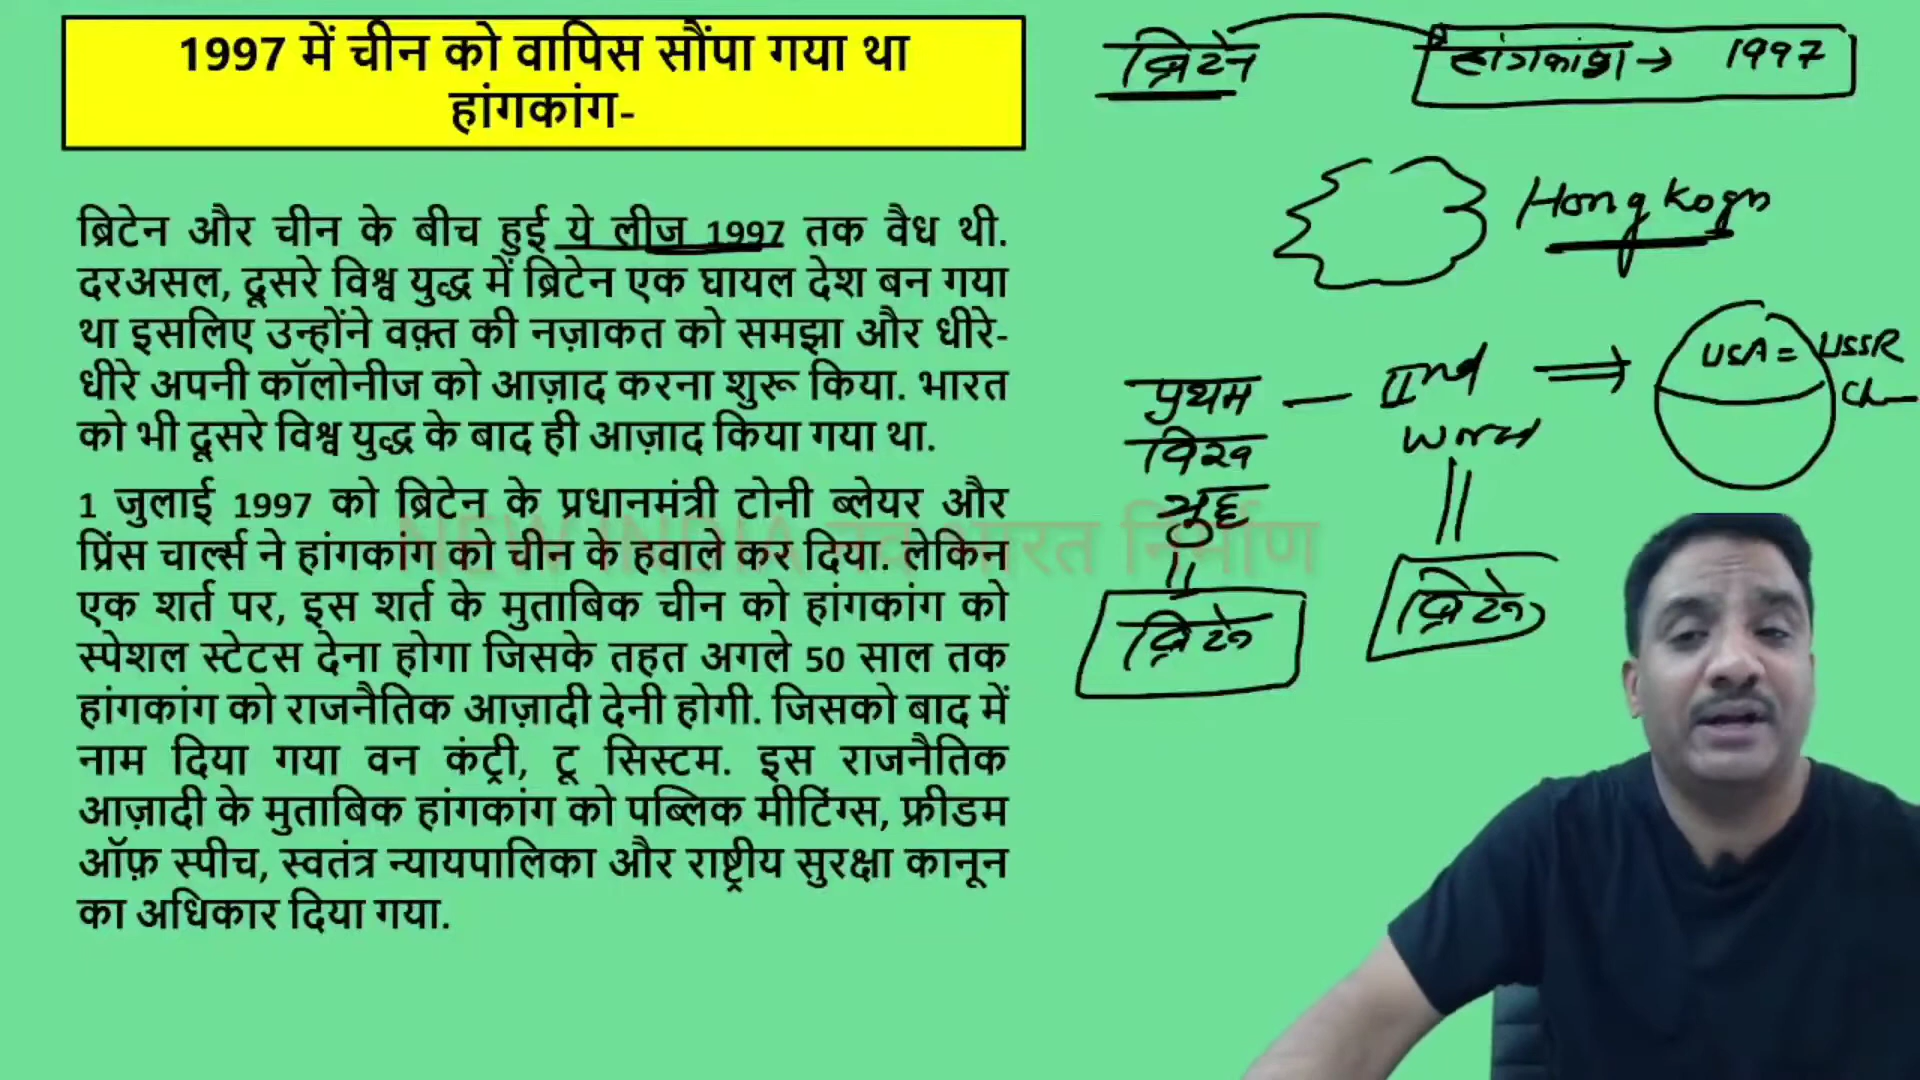 1997 में चीन को वापिस सौंपा गया था
हांगकांग-
ब्रिटेन और चीन के बीच हुई ये लीज 1997 तक वैध थी.
दरअसल, दूसरे विश्व युद्ध में ब्रिटेन एक घायल देश बन गया
था इसलिए उन्होंने वक़्त की नज़ाकत को समझा और धीरे-
धीरे अपनी कॉलोनीज को आज़ाद करना शुरू किया. भारत
को भी दूसरे विश्व युद्ध के बाद ही आज़ाद किया गया था.
1 जुलाई 1997 को ब्रिटेन के प्रधानमंत्री टोनी ब्लेयर और
प्रिंस चार्ल्स ने हांगकांग को चीन के हवाले कर दिया. लेकिन
एक शर्त पर, इस शर्त के मुताबिक चीन को हांगकांग को
स्पेशल स्टेटस देना होगा जिसके तहत अगले 50 साल तक
हांगकांग को राजनैतिक आज़ादी देनी होगी. जिसको बाद में
नाम दिया गया वन कंट्री, टू सिस्टम. इस राजनैतिक
आज़ादी के मुताबिक हांगकांग को पब्लिक मीटिंग्स, फ्रीडम
ऑफ़ स्पीच, स्वतंत्र न्यायपालिका और राष्ट्रीय सुरक्षा कानून
का अधिकार दिया गया.
NEW INDIA नव भारत निर्माण
ब्रिटेन
हांगकांग → 1997
Hong Kogn
प्रथम — IInd ⇒ USA = USSR
विश्व
युद्ध
ब्रिटेन
ब्रिटेन